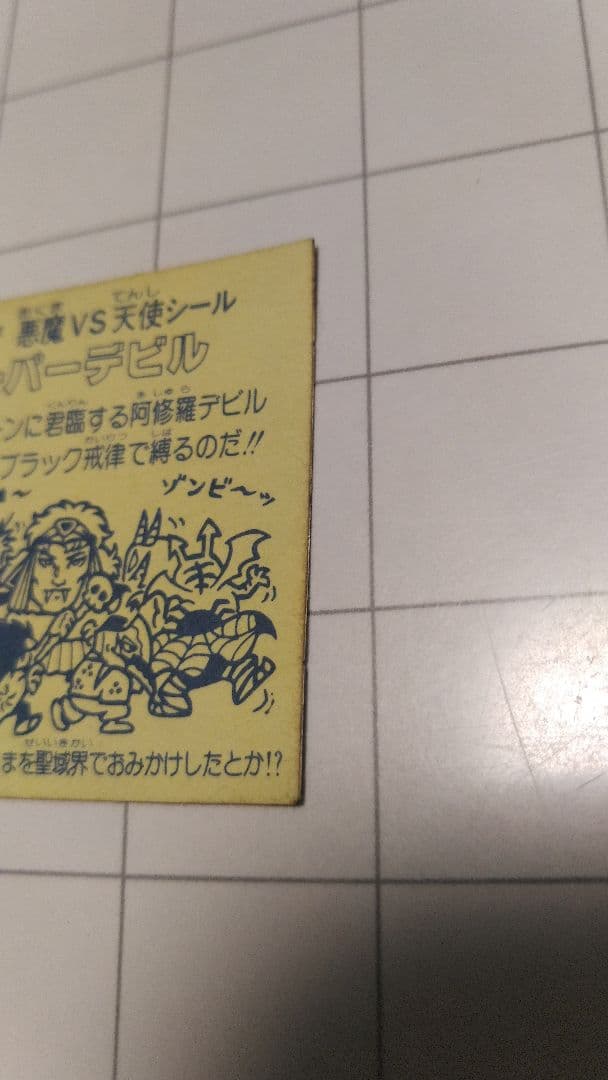 悪魔VS天使シール
ーパーデビル
ンに君臨する阿修羅デビル
ブラック戒律で縛るのだ!!
ゾンビ〜ッ
まを聖域界でおみかけしたとか!?